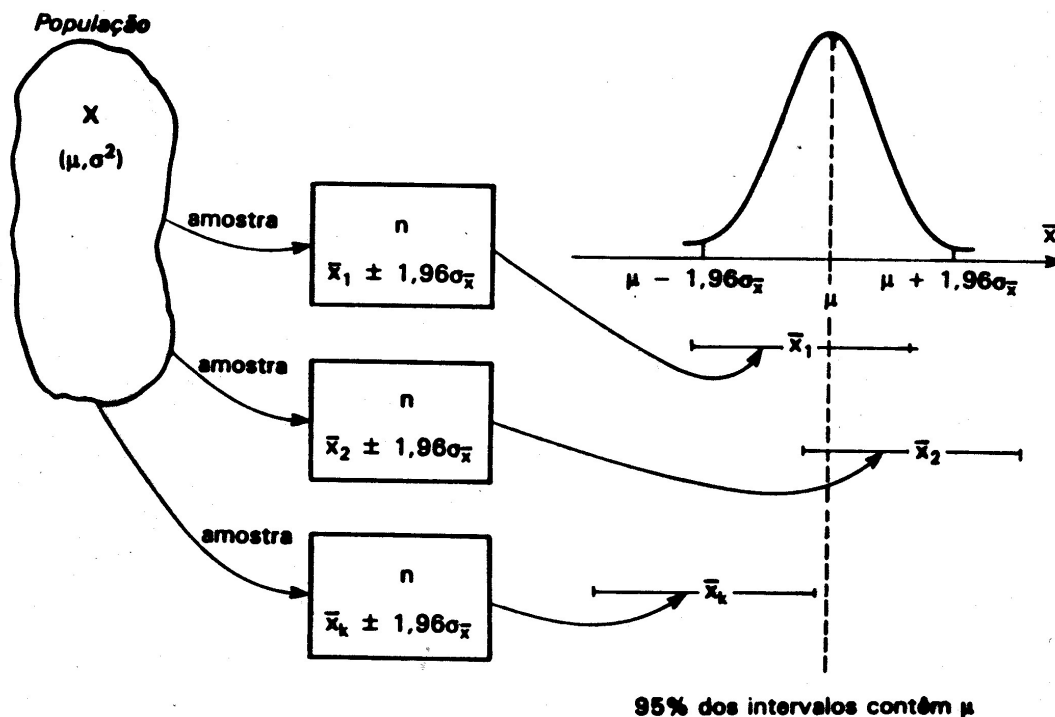 População
X
(μ,σ²)
amostra
n
x̄₁ ± 1,96σx̄
amostra
n
x̄₂ ± 1,96σx̄
amostra
n
x̄ₖ ± 1,96σx̄
x̄
μ − 1,96σx̄
μ
μ + 1,96σx̄
x̄₁
x̄₂
x̄ₖ
95% dos intervalos contêm μ